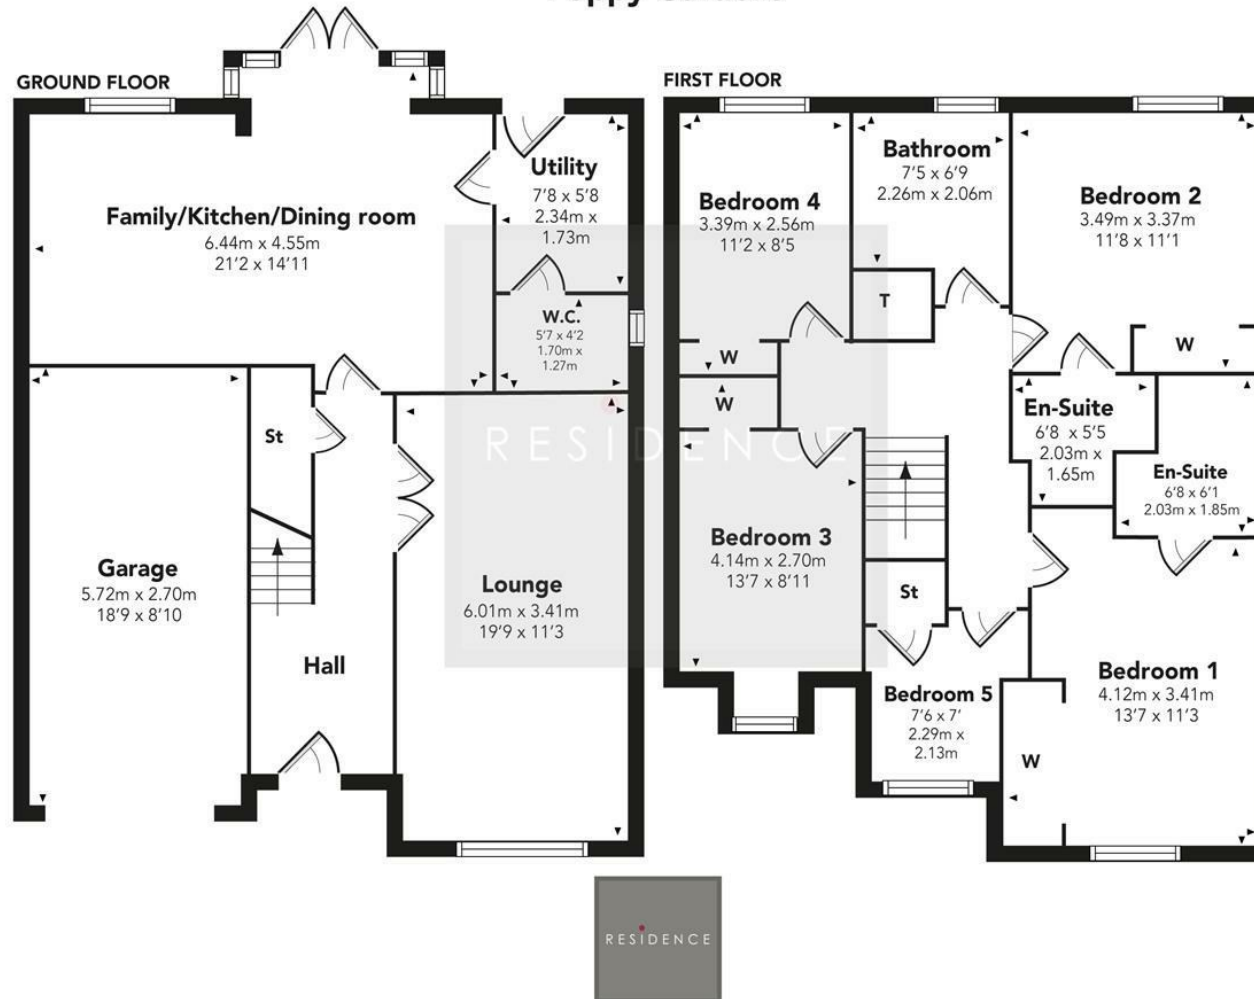 GROUND FLOOR
Family/Kitchen/Dining room
6.44m x 4.55m
21'2 x 14'11
Utility
7'8 x 5'8
2.34m x
1.73m
W.C.
5'7 x 4'2
1.70m x
1.27m
St
Garage
5.72m x 2.70m
18'9 x 8'10
Hall
Lounge
6.01m x 3.41m
19'9 x 11'3
FIRST FLOOR
Bedroom 4
3.39m x 2.56m
11'2 x 8'5
Bathroom
7'5 x 6'9
2.26m x 2.06m
Bedroom 2
3.49m x 3.37m
11'8 x 11'1
T
W
W
W
En-Suite
6'8 x 5'5
2.03m x
1.65m
En-Suite
6'8 x 6'1
2.03m x 1.85m
Bedroom 3
4.14m x 2.70m
13'7 x 8'11
St
Bedroom 5
7'6 x 7'
2.29m x
2.13m
Bedroom 1
4.12m x 3.41m
13'7 x 11'3
W
RESIDENCE
RESIDENCE